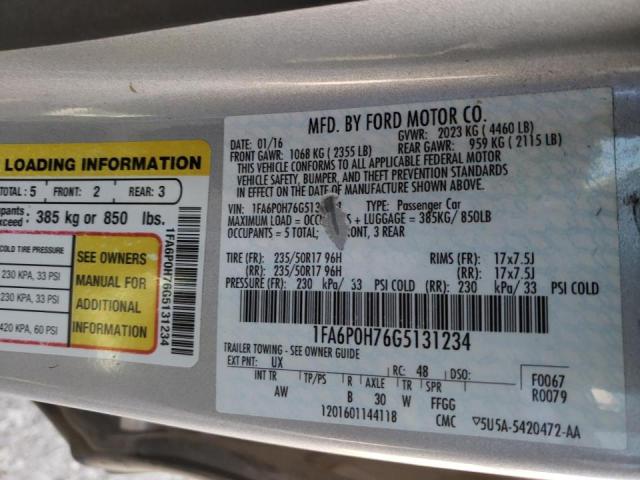 LOADING INFORMATION
TOTAL: 5 FRONT: 2 REAR: 3
385 kg or 850 lbs.
COLD TIRE PRESSURE
230 KPA, 33 PSI
230 KPA, 33 PSI
420 KPA, 60 PSI
SEE OWNERS
MANUAL FOR
ADDITIONAL
INFORMATION
1FA6P0H76G5131234
MFD. BY FORD MOTOR CO.
DATE: 01/16 GVWR: 2023 KG ( 4460 LB)
FRONT GAWR: 1068 KG ( 2355 LB) REAR GAWR: 959 KG ( 2115 LB)
THIS VEHICLE CONFORMS TO ALL APPLICABLE FEDERAL MOTOR
VEHICLE SAFETY, BUMPER, AND THEFT PREVENTION STANDARDS IN
EFFECT ON THE DATE OF MANUFACTURE SHOWN ABOVE.
VIN: TYPE: Passenger Car
MAXIMUM LOAD = + LUGGAGE = 385KG/ 850LB
OCCUPANTS = 5 TOTAL: 3 REAR
TIRE (FR): 235/50R17 96H RIMS (FR): 17x7.5J
(RR): 235/50R17 96H (RR): 17x7.5J
PRESSURE (FR): 230 kPa/ 33 PSI COLD (RR): 230 kPa/ 33 PSI COLD
1FA6P0H76G5131234
TRAILER TOWING - SEE OWNER GUIDE
EXT PNT: UX RC: 48 DSO: F0067
INT TR TP/PS R AXLE TR SPR R0079
AW B 30 W FFGG
1201601144118 CMC 5U5A-5420472-AA